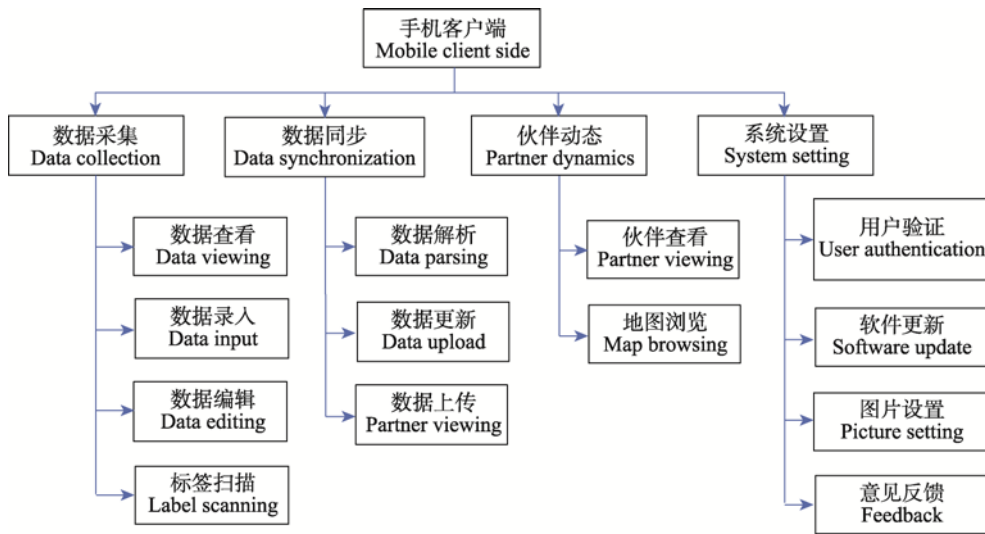 手机客户端
Mobile client side
数据采集
Data collection
数据同步
Data synchronization
伙伴动态
Partner dynamics
系统设置
System setting
数据查看
Data viewing
数据录入
Data input
数据编辑
Data editing
标签扫描
Label scanning
数据解析
Data parsing
数据更新
Data upload
数据上传
Partner viewing
伙伴查看
Partner viewing
地图浏览
Map browsing
用户验证
User authentication
软件更新
Software update
图片设置
Picture setting
意见反馈
Feedback